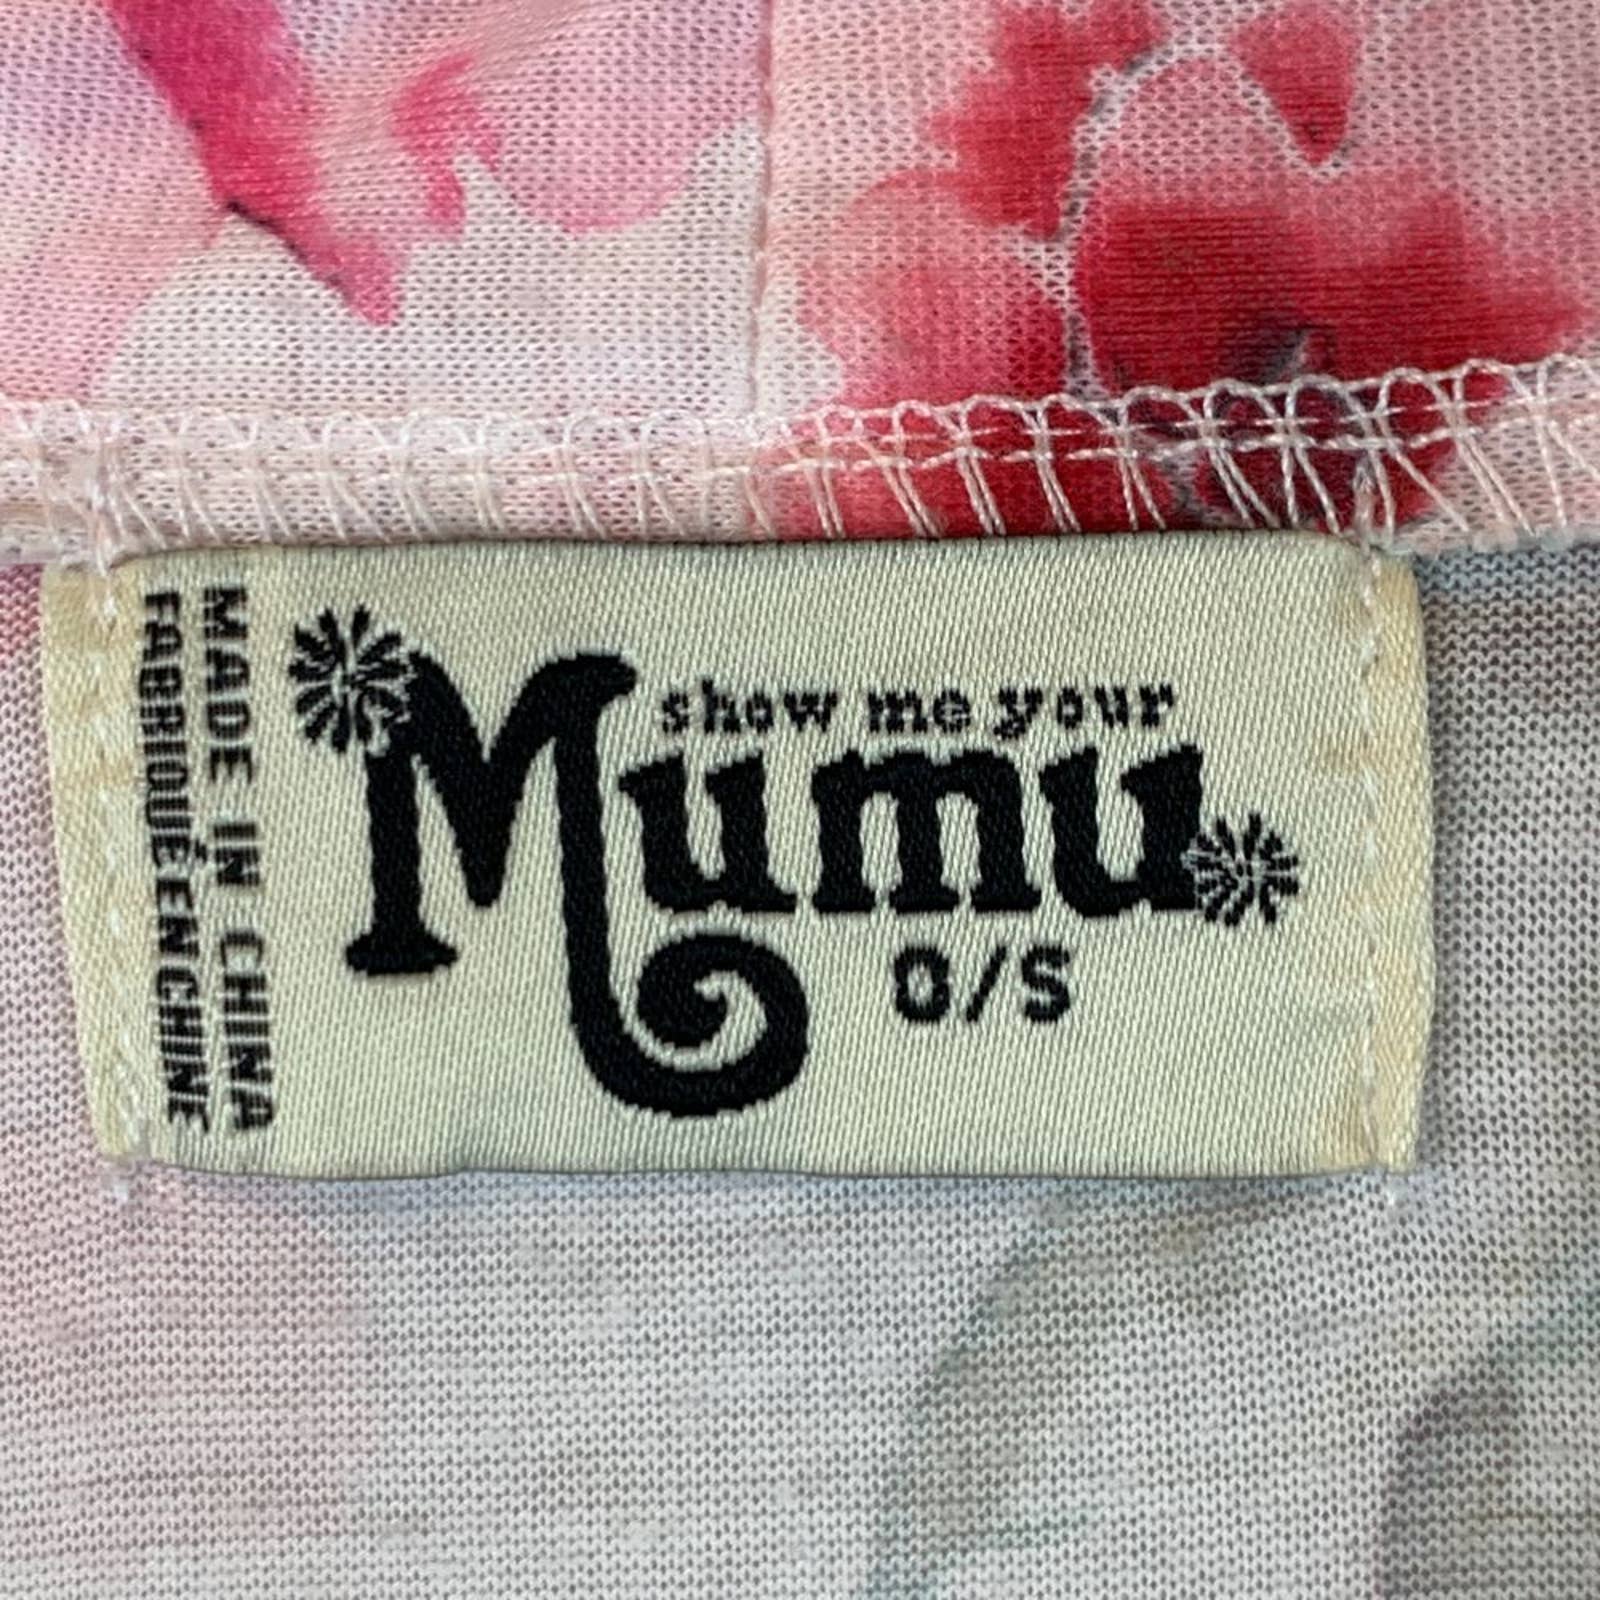 MADE IN CHINA
FABRIQUÉ EN CHINE
show me your
Mumu
O/S